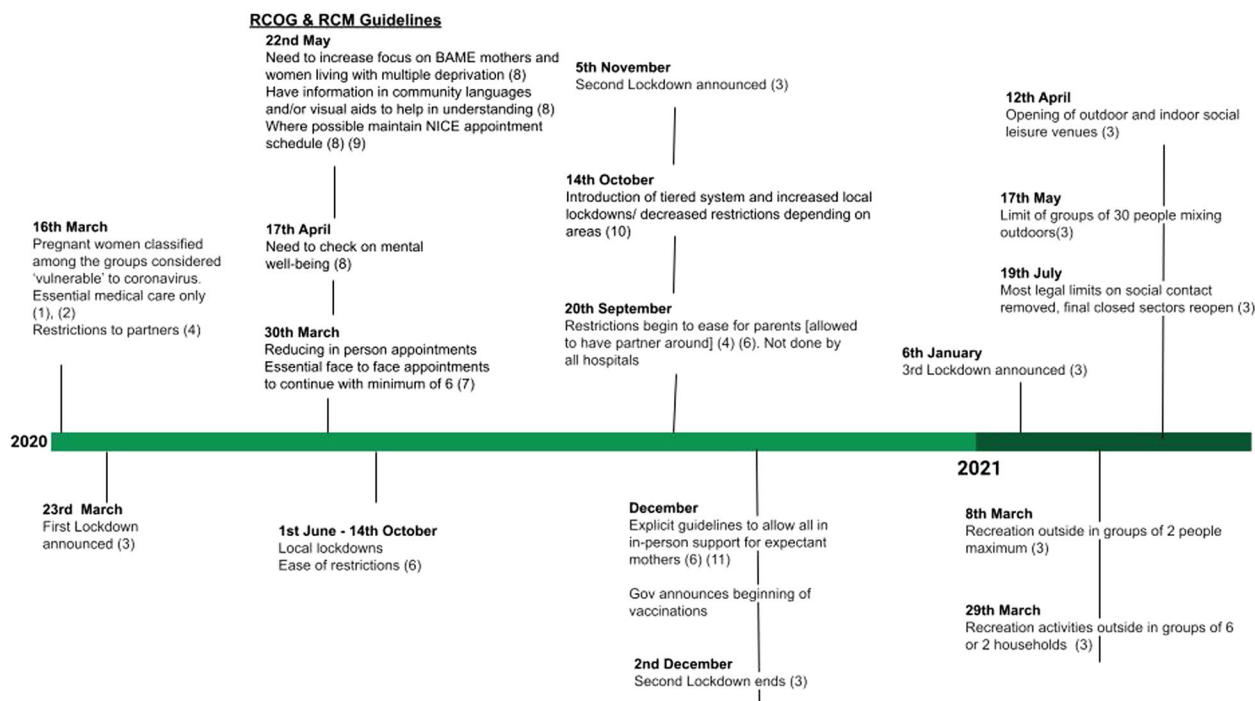 RCOG & RCM Guidelines
22nd May
Need to increase focus on BAME mothers and
women living with multiple deprivation (8)
Have information in community languages
and/or visual aids to help in understanding (8)
Where possible maintain NICE appointment
schedule (8) (9)
17th April
Need to check on mental
well-being (8)
30th March
Reducing in person appointments
Essential face to face appointments
to continue with minimum of 6 (7)
16th March
Pregnant women classified
among the groups considered
‘vulnerable’ to coronavirus.
Essential medical care only
(1), (2)
Restrictions to partners (4)
5th November
Second Lockdown announced (3)
14th October
Introduction of tiered system and increased local
lockdowns/ decreased restrictions depending on
areas (10)
20th September
Restrictions begin to ease for parents [allowed
to have partner around] (4) (6). Not done by
all hospitals
12th April
Opening of outdoor and indoor social
leisure venues (3)
17th May
Limit of groups of 30 people mixing
outdoors(3)
19th July
Most legal limits on social contact
removed, final closed sectors reopen (3)
6th January
3rd Lockdown announced (3)
2020
2021
23rd March
First Lockdown
announced (3)
1st June - 14th October
Local lockdowns
Ease of restrictions (6)
December
Explicit guidelines to allow all in
in-person support for expectant
mothers (6) (11)
Gov announces beginning of
vaccinations
2nd December
Second Lockdown ends (3)
8th March
Recreation outside in groups of 2 people
maximum (3)
29th March
Recreation activities outside in groups of 6
or 2 households (3)